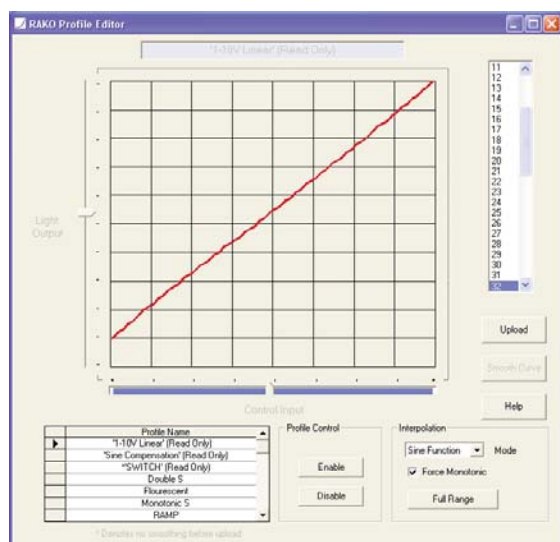 RAKO Profile Editor
'1-10V Linear' (Read Only)
Light
Output
Control Input
11
12
13
14
15
16
17
18
19
20
21
22
23
24
25
26
27
28
29
30
31
32
Upload
Smooth Curve
Help
Profile Name
'1-10V Linear' (Read Only)
'Sine Compensation' (Read Only)
*'SWITCH' (Read Only)
Double S
Flourescent
Monotonic S
RAMP
* Denotes no smoothing before upload
Profile Control
Enable
Disable
Interpolation
Sine Function
Mode
Force Monotonic
Full Range